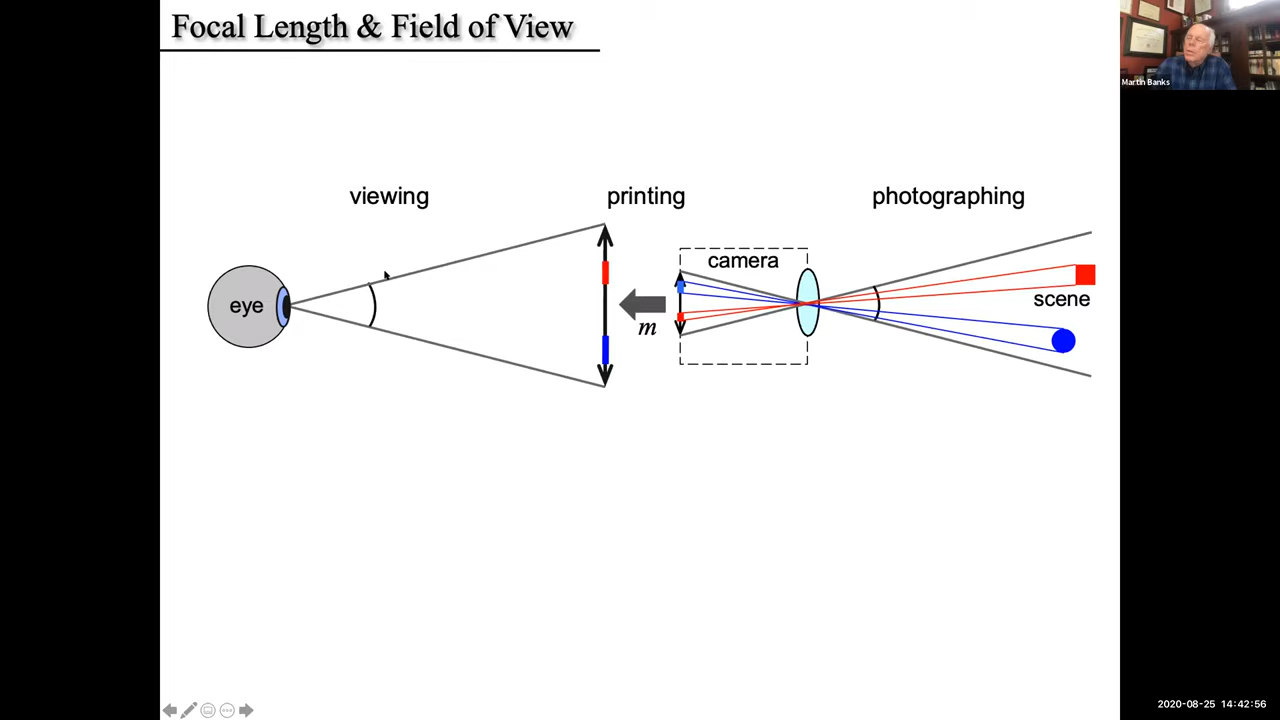 Focal Length & Field of View
Martin Banks
viewing
printing
photographing
camera
eye
scene
m
2020-08-25 14:42:56